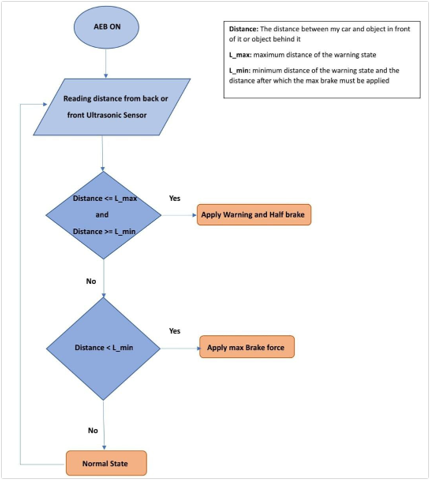 AEB ON
Distance: The distance between my car and object in front
of it or object behind it
L_max: maximum distance of the warning state
L_min: minimum distance of the warning state and the
distance after which the max brake must be applied
Reading distance from back or
front Ultrasonic Sensor
Distance <= L_max
and
Distance >= L_min
Yes
Apply Warning and Half brake
No
Distance < L_min
Yes
Apply max Brake force
No
Normal State